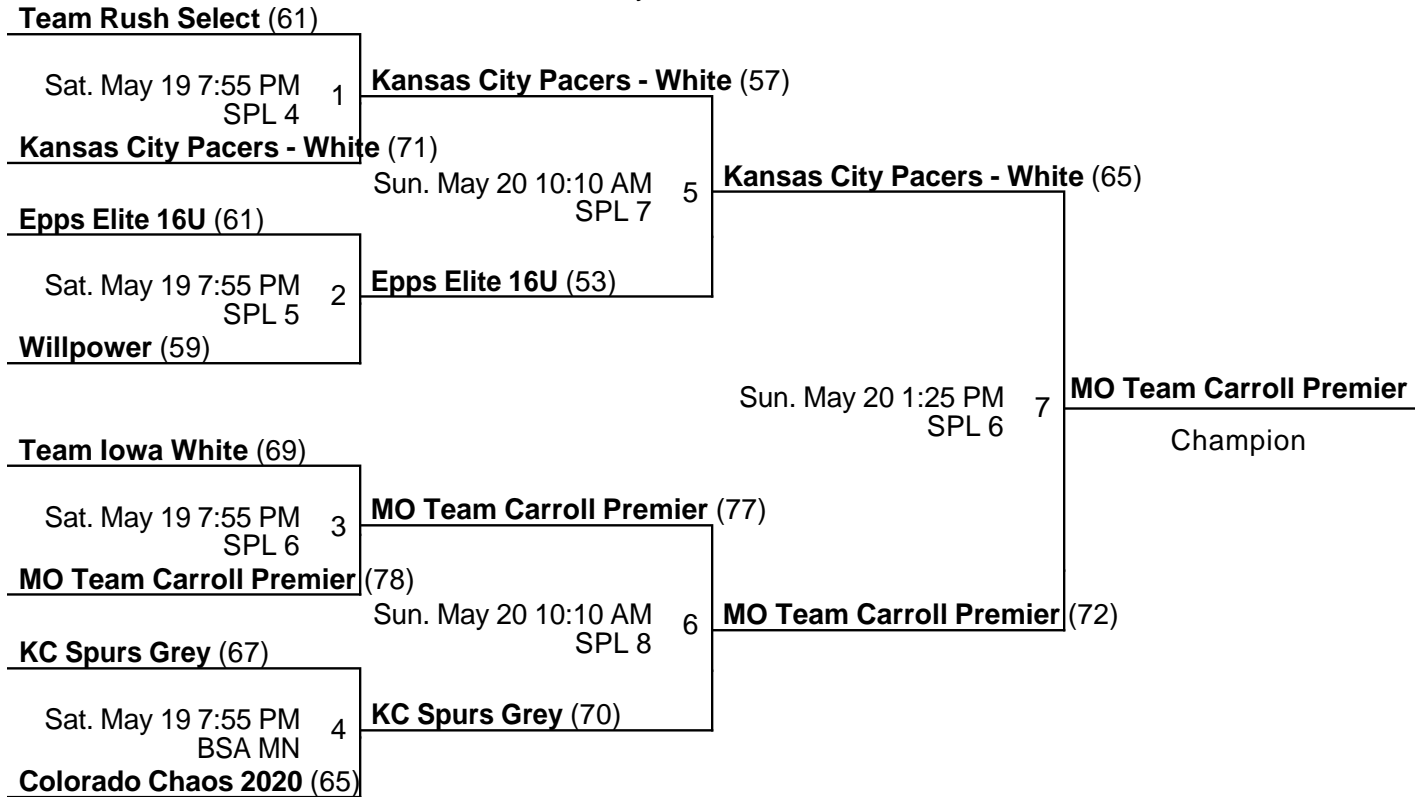 Team Rush Select (61)
Sat. May 19 7:55 PM 1
SPL 4
Kansas City Pacers - White (71)
Kansas City Pacers - White (57)
Epps Elite 16U (61)
Sat. May 19 7:55 PM 2
SPL 5
Willpower (59)
Epps Elite 16U (53)
Sun. May 20 10:10 AM 5
SPL 7
Kansas City Pacers - White (65)
Team Iowa White (69)
Sat. May 19 7:55 PM 3
SPL 6
MO Team Carroll Premier (78)
MO Team Carroll Premier (77)
KC Spurs Grey (67)
Sat. May 19 7:55 PM 4
BSA MN
Colorado Chaos 2020 (65)
KC Spurs Grey (70)
Sun. May 20 10:10 AM 6
SPL 8
MO Team Carroll Premier (72)
Sun. May 20 1:25 PM 7
SPL 6
MO Team Carroll Premier
Champion